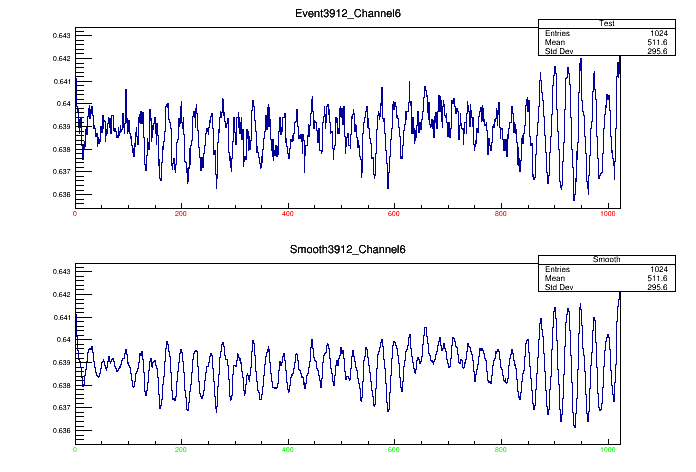 Event3912_Channel6
Test
Entries 1024
Mean 511.6
Std Dev 295.6
0.643
0.642
0.641
0.64
0.639
0.638
0.637
0.636
0 200 400 600 800 1000
Smooth3912_Channel6
Smooth
Entries 1024
Mean 511.6
Std Dev 295.6
0.643
0.642
0.641
0.64
0.639
0.638
0.637
0.636
0 200 400 600 800 1000